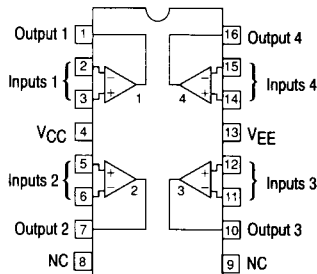 Output 1 1 16 Output 4
Inputs 1 2 − − 15 Inputs 4
3 + 1 4 + 14
VCC 4 13 VEE
Inputs 2 5 + + 12 Inputs 3
6 − 2 3 − 11
Output 2 7 10 Output 3
NC 8 9 NC